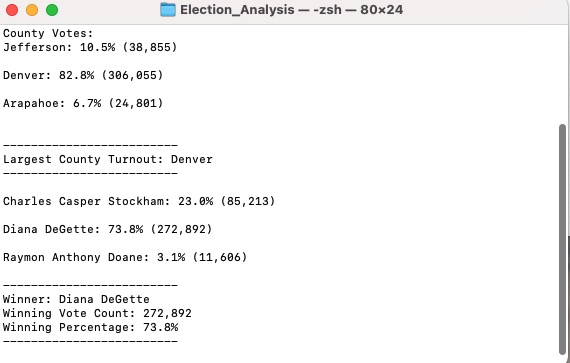 Election_Analysis — -zsh — 80×24
County Votes:
Jefferson: 10.5% (38,855)
Denver: 82.8% (306,055)
Arapahoe: 6.7% (24,801)
-------------------------
Largest County Turnout: Denver
-------------------------
Charles Casper Stockham: 23.0% (85,213)
Diana DeGette: 73.8% (272,892)
Raymon Anthony Doane: 3.1% (11,606)
-------------------------
Winner: Diana DeGette
Winning Vote Count: 272,892
Winning Percentage: 73.8%
-------------------------